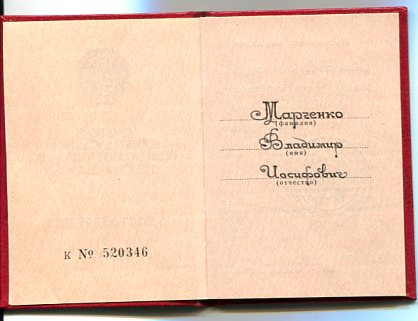 к № 520346
Марченко
(фамилия)
Владимир
(имя)
Иосифович
(отчество)